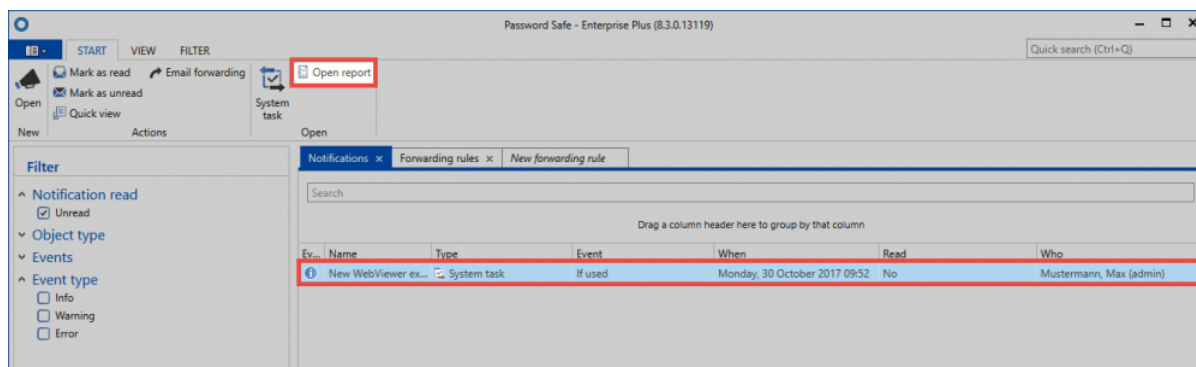 Password Safe - Enterprise Plus (8.3.0.13119)
START VIEW FILTER
Quick search (Ctrl+Q)
Mark as read Email forwarding
Open report
Mark as unread
Open
Quick view
System
task
New Actions Open
Filter
Notifications × Forwarding rules × New forwarding rule
Notification read
Search
Unread
Object type
Drag a column header here to group by that column
Events
Ev... Name Type Event When Read Who
Event type
New WebViewer ex... System task If used Monday, 30 October 2017 09:52 No Mustermann, Max (admin)
Info
Warning
Error